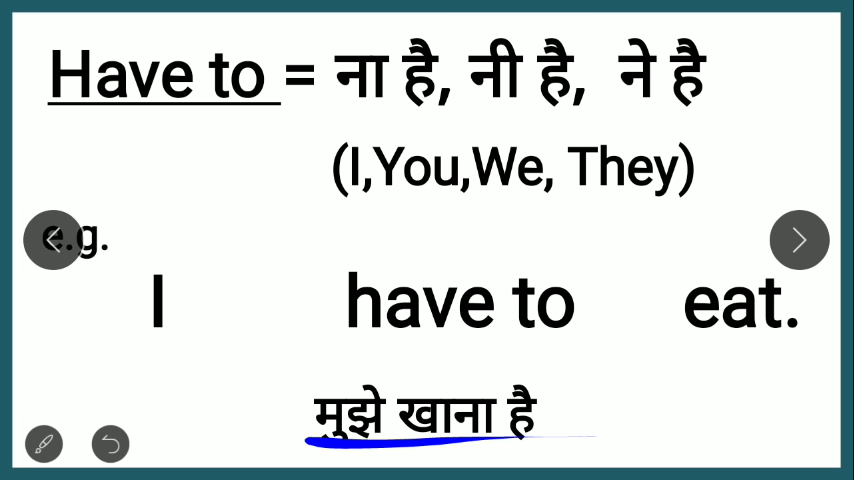 Have to = ना है, नी है, ने है
(I,You,We, They)
e.g.
I have to eat.
मुझे खाना है